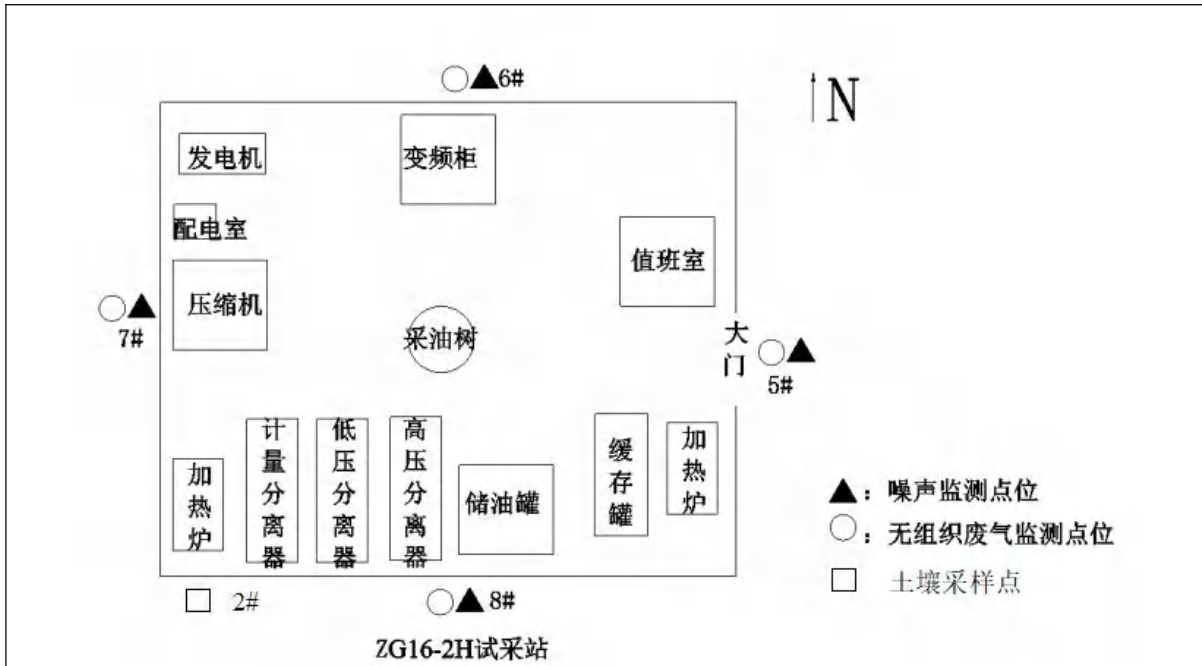 6#
N
发电机
变频柜
配电室
值班室
压缩机
7#
采油树
大门
5#
计量分离器
低压分离器
高压分离器
加热炉
储油罐
缓存罐
加热炉
▲：噪声监测点位
○：无组织废气监测点位
□ 土壤采样点
2#
8#
ZG16-2H试采站